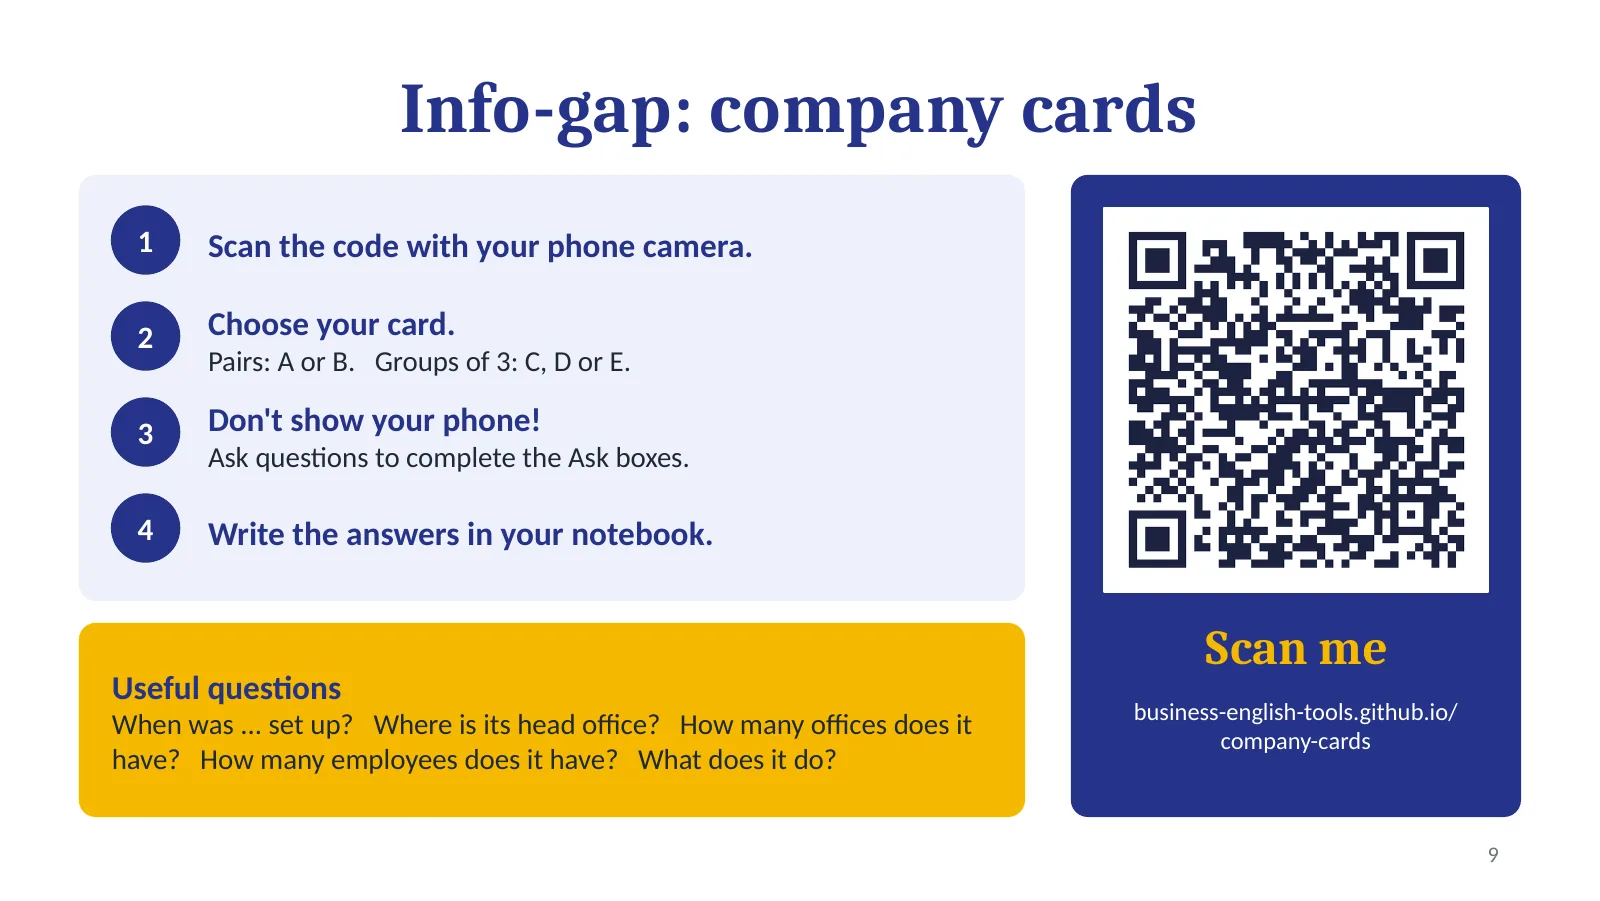 Info-gap: company cards
1
Scan the code with your phone camera.
2
Choose your card.
Pairs: A or B.   Groups of 3: C, D or E.
3
Don't show your phone!
Ask questions to complete the Ask boxes.
4
Write the answers in your notebook.
Useful questions
When was ... set up?   Where is its head office?   How many offices does it
have?   How many employees does it have?   What does it do?
Scan me
business-english-tools.github.io/
company-cards
9